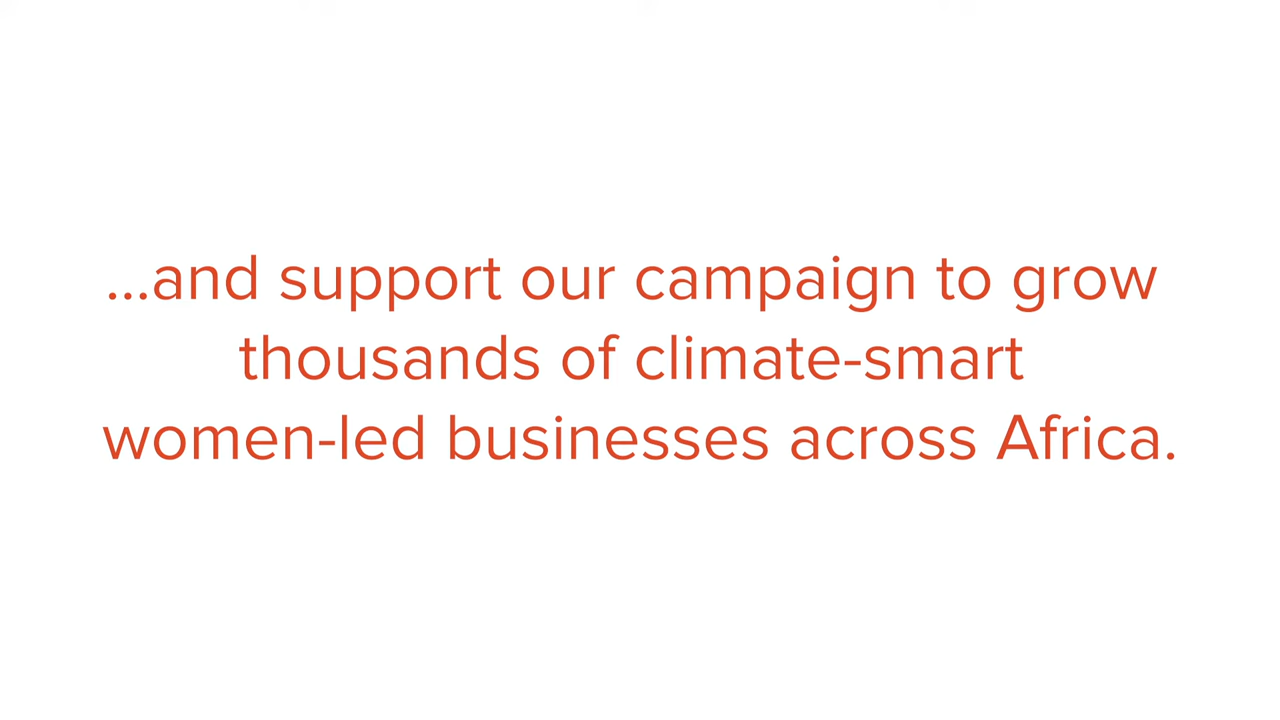 ...and support our campaign to grow
thousands of climate-smart
women-led businesses across Africa.